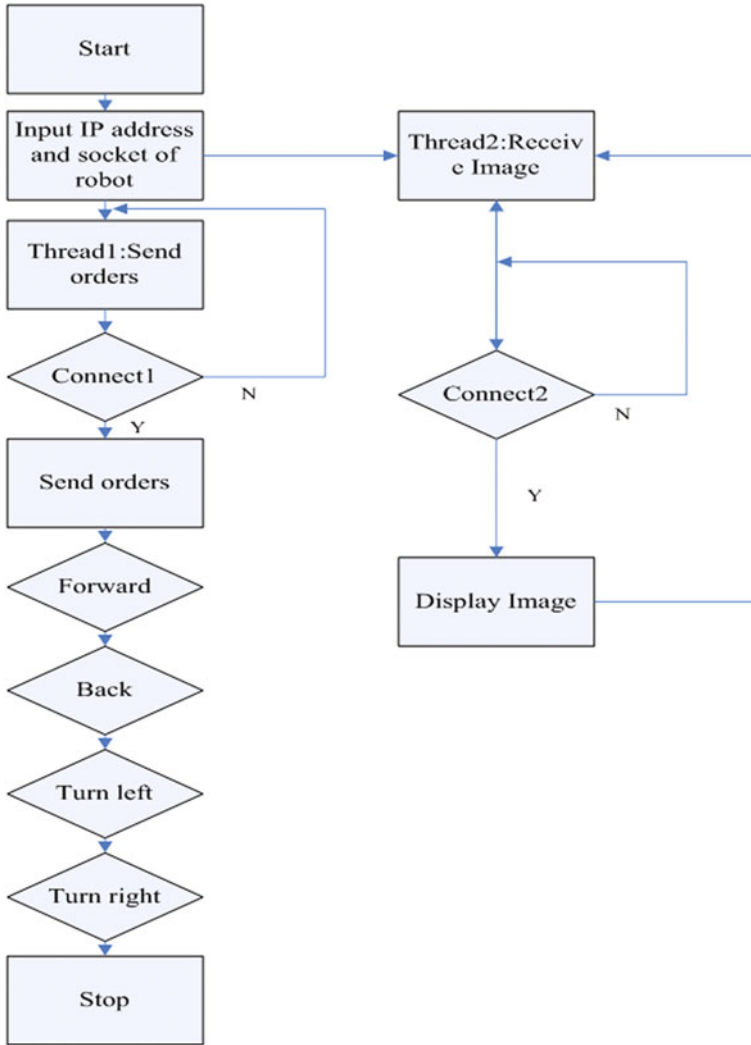 Start
Input IP address
and socket of
robot
Thread1:Send
orders
Connect1
N
Y
Send orders
Forward
Back
Turn left
Turn right
Stop
Thread2:Receiv
e Image
Connect2
N
Y
Display Image